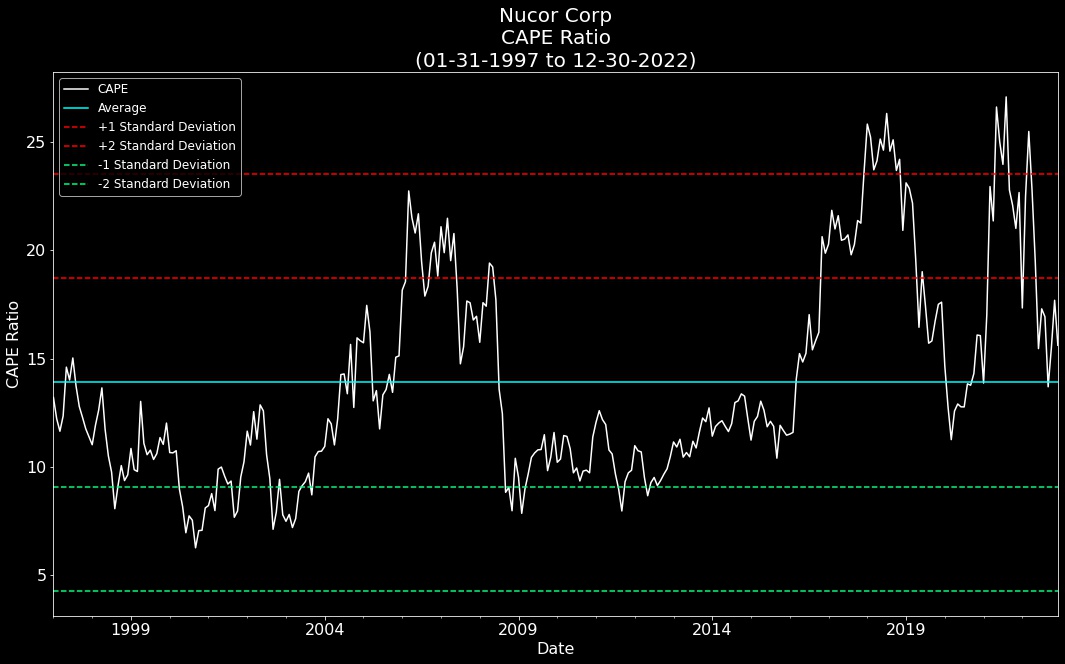 Nucor Corp
CAPE Ratio
(01-31-1997 to 12-30-2022)
CAPE
Average
+1 Standard Deviation
+2 Standard Deviation
-1 Standard Deviation
-2 Standard Deviation
25
20
15
10
5
CAPE Ratio
1999 2004 2009 2014 2019
Date